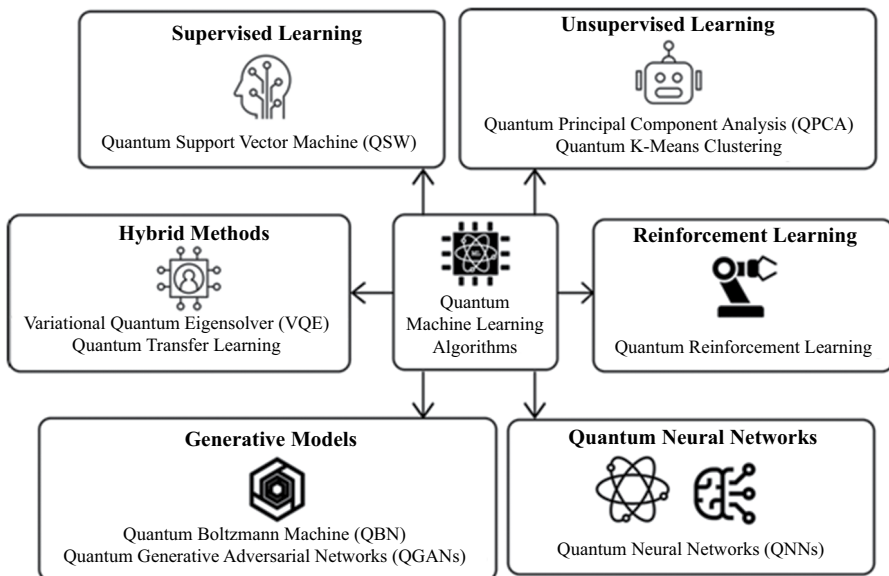 Supervised Learning
Quantum Support Vector Machine (QSW)
Unsupervised Learning
Quantum Principal Component Analysis (QPCA)
Quantum K-Means Clustering
Hybrid Methods
Variational Quantum Eigensolver (VQE)
Quantum Transfer Learning
Quantum
Machine Learning
Algorithms
Reinforcement Learning
Quantum Reinforcement Learning
Generative Models
Quantum Boltzmann Machine (QBN)
Quantum Generative Adversarial Networks (QGANs)
Quantum Neural Networks
Quantum Neural Networks (QNNs)